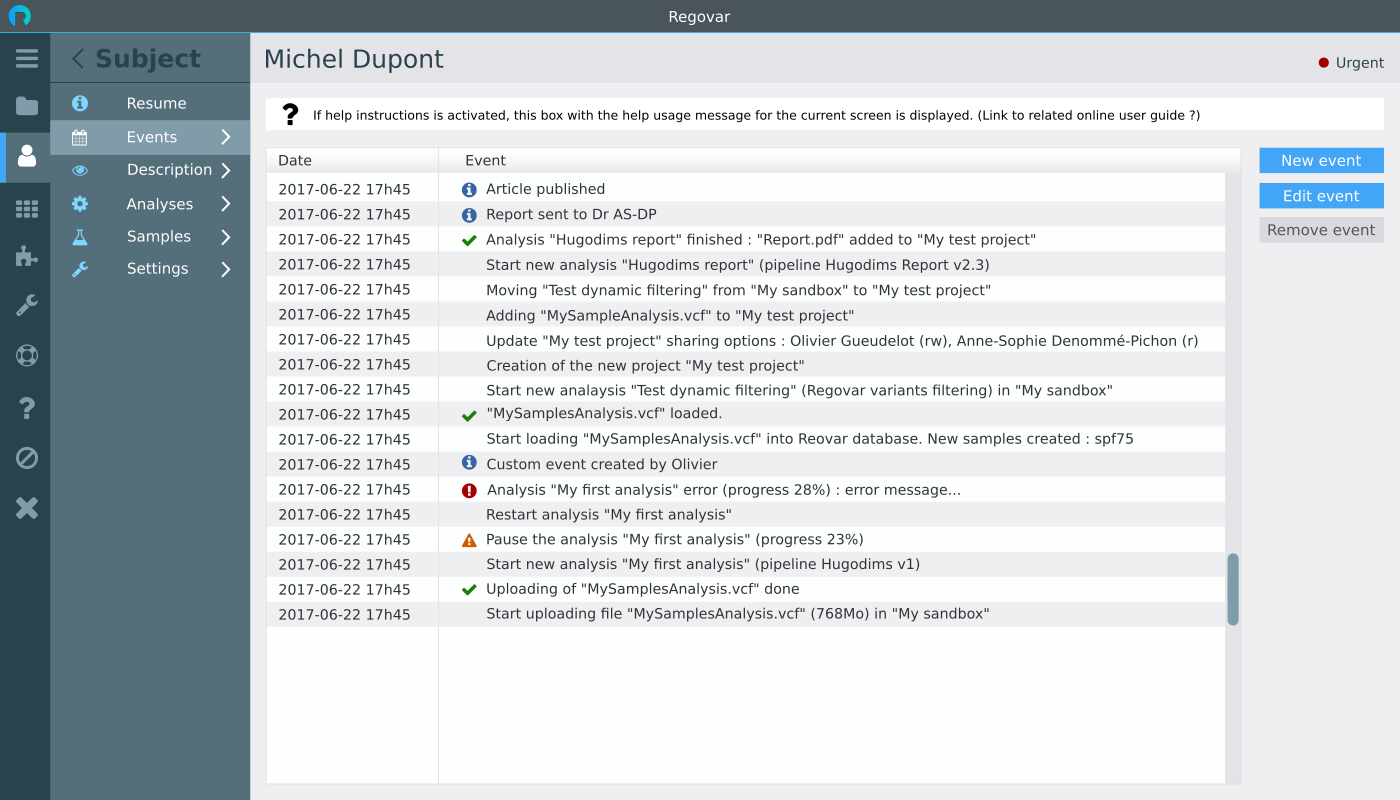 Regovar
Subject
Resume
Events
Description
Analyses
Samples
Settings
Michel Dupont
Urgent
? If help instructions is activated, this box with the help usage message for the current screen is displayed. (Link to related online user guide ?)
Date Event
2017-06-22 17h45 Article published
2017-06-22 17h45 Report sent to Dr AS-DP
2017-06-22 17h45 Analysis "Hugodims report" finished : "Report.pdf" added to "My test project"
2017-06-22 17h45 Start new analysis "Hugodims report" (pipeline Hugodims Report v2.3)
2017-06-22 17h45 Moving "Test dynamic filtering" from "My sandbox" to "My test project"
2017-06-22 17h45 Adding "MySampleAnalysis.vcf" to "My test project"
2017-06-22 17h45 Update "My test project" sharing options : Olivier Gueudelot (rw), Anne-Sophie Denommé-Pichon (r)
2017-06-22 17h45 Creation of the new project "My test project"
2017-06-22 17h45 Start new analaysis "Test dynamic filtering" (Regovar variants filtering) in "My sandbox"
2017-06-22 17h45 "MySamplesAnalysis.vcf" loaded.
2017-06-22 17h45 Start loading "MySamplesAnalysis.vcf" into Reovar database. New samples created : spf75
2017-06-22 17h45 Custom event created by Olivier
2017-06-22 17h45 Analysis "My first analysis" error (progress 28%) : error message...
2017-06-22 17h45 Restart analysis "My first analysis"
2017-06-22 17h45 Pause the analysis "My first analysis" (progress 23%)
2017-06-22 17h45 Start new analysis "My first analysis" (pipeline Hugodims v1)
2017-06-22 17h45 Uploading of "MySamplesAnalysis.vcf" done
2017-06-22 17h45 Start uploading file "MySamplesAnalysis.vcf" (768Mo) in "My sandbox"
New event
Edit event
Remove event